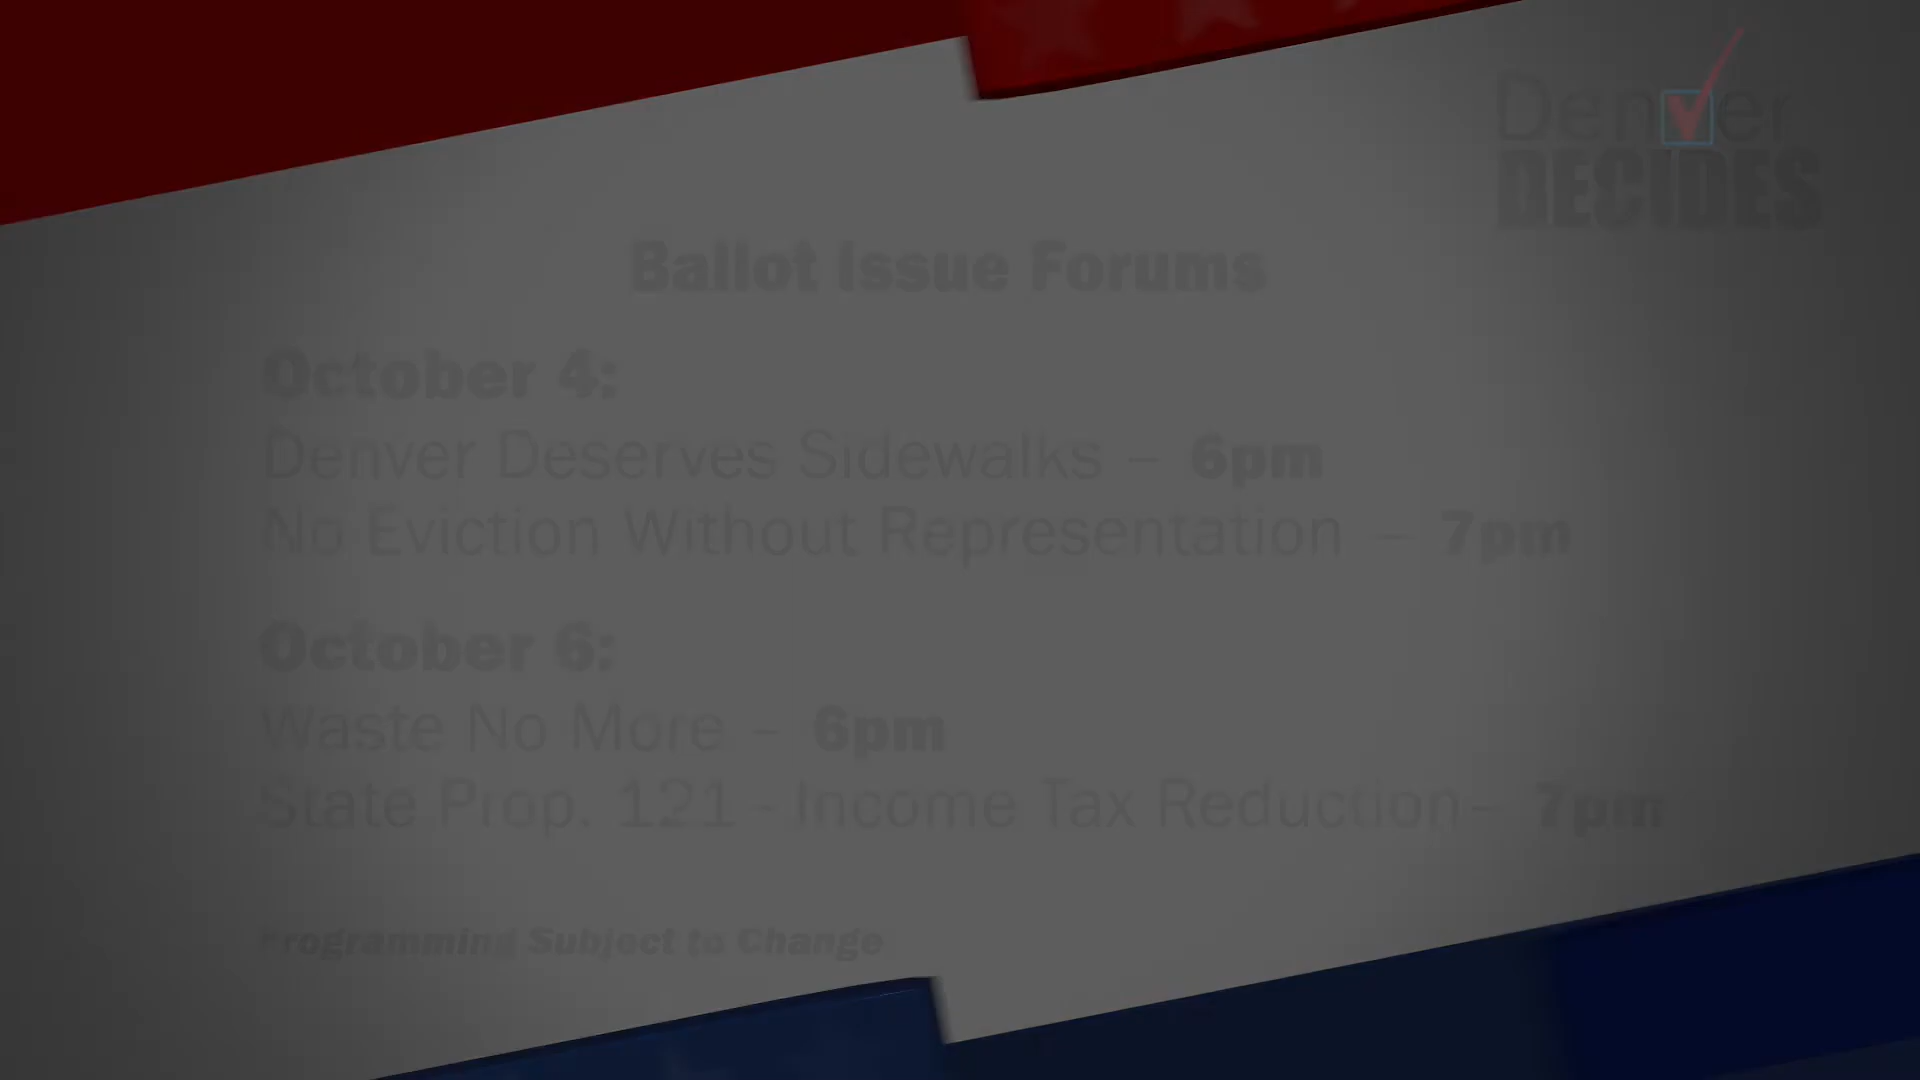 Denver
DECIDES
Ballot Issue Forums
October 4:
Denver Deserves Sidewalks – 6pm
No Eviction Without Representation – 7pm
October 6:
Waste No More – 6pm
State Prop. 121 - Income Tax Reduction– 7pm
Programming Subject to Change